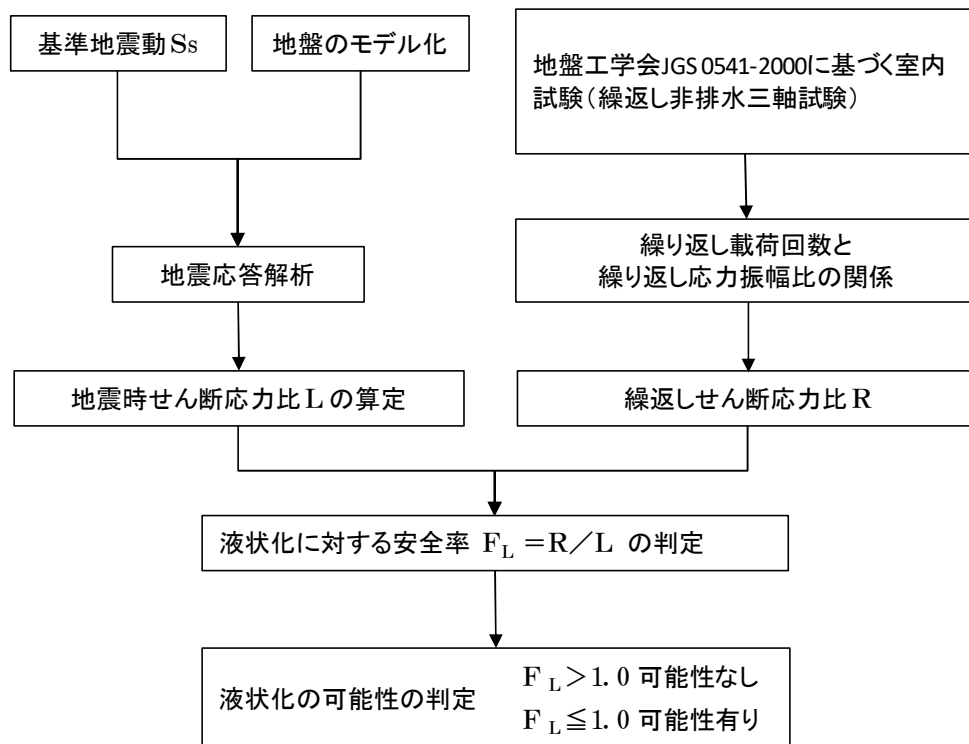 基準地震動Ss
地盤のモデル化
地盤工学会JGS 0541-2000に基づく室内
試験(繰返し非排水三軸試験)
地震応答解析
繰り返し載荷回数と
繰り返し応力振幅比の関係
地震時せん断応力比Lの算定
繰返しせん断応力比R
液状化に対する安全率 FL=R/L の判定
液状化の可能性の判定
FL>1.0 可能性なし
FL≦1.0 可能性有り